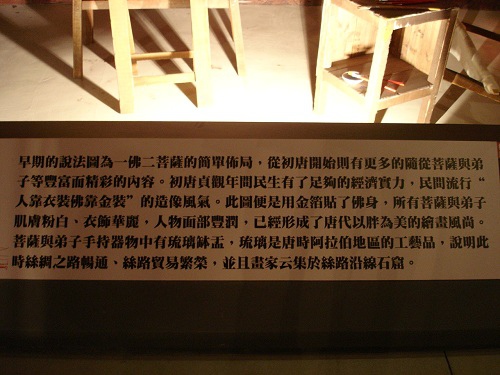 早期的說法圖為一佛二菩薩的簡單佈局，從初唐開始則有更多的隨從菩薩與弟
子等豐富而精彩的內容。初唐貞觀年間民生有了足夠的經濟實力，民間流行“
人靠衣裝佛靠金裝”的造像風氣。此圖便是用金箔貼了佛身，所有菩薩與弟子
肌膚粉白、衣飾華麗，人物面部豐潤，已經形成了唐代以胖為美的繪畫風尚。
菩薩與弟子手持器物中有琉璃缽盂，琉璃是唐時阿拉伯地區的工藝品，說明此
時絲綢之路暢通、絲路貿易繁榮，並且畫家云集於絲路沿線石窟。